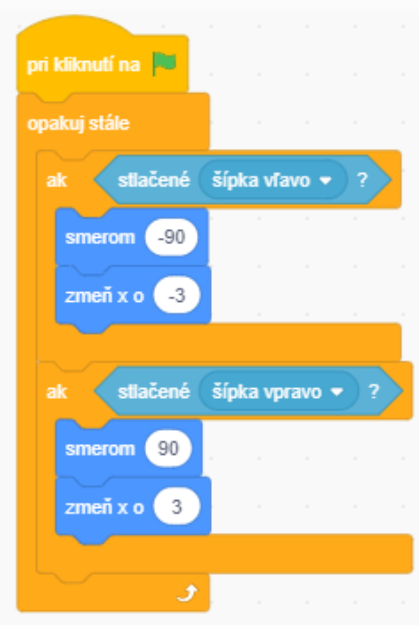 pri kliknutí na
opakuj stále
ak stlačené šípka vľavo ?
smerom -90
zmeň x o -3
ak stlačené šípka vpravo ?
smerom 90
zmeň x o 3